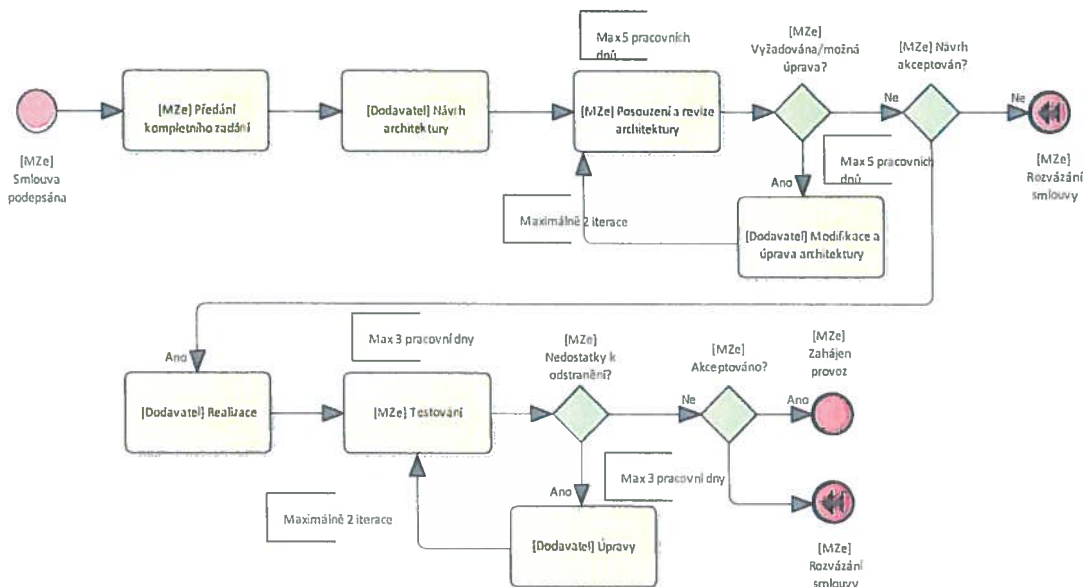 Max 5 pracovních
dnů
[MZe]
Vyžadována/možná
úprava?
[MZe] Návrh
akceptován?
[MZe] Předání
kompletního zadání
[Dodavatel] Návrh
architektury
[MZe] Posouzení a revize
architektury
Ne
Ne
[MZe]
Smlouva
podepsána
Max 5 pracovních
dnů
[MZe]
Rozvázání
smlouvy
Ano
Maximálně 2 iterace
[Dodavatel] Modifikace a
úprava architektury
Max 3 pracovní dny
[MZe]
Nedostatky k
odstranění?
[MZe]
Akceptováno?
[MZe]
Zahájen
provoz
Ano
[Dodavatel] Realizace
[MZe] Testování
Ne
Ano
Max 3 pracovní dny
Ano
Maximálně 2 iterace
[Dodavatel] Úpravy
[MZe]
Rozvázání
smlouvy